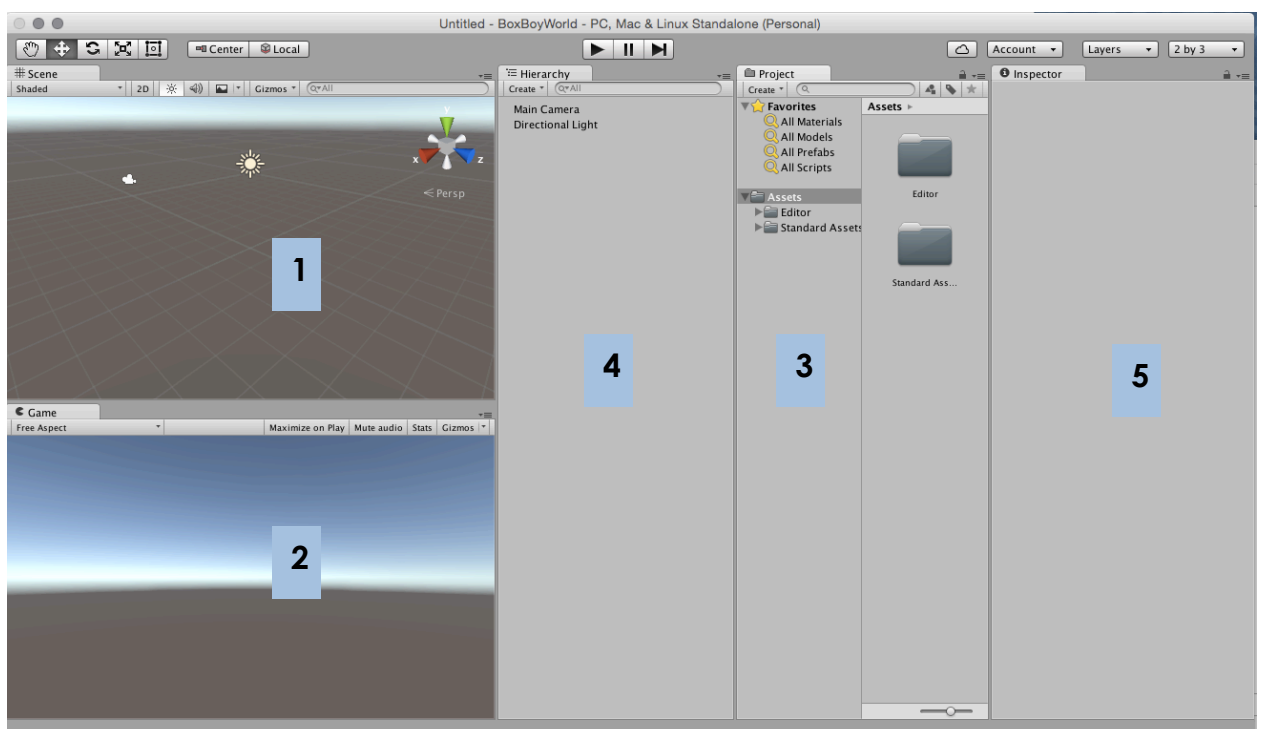 Untitled - BoxBoyWorld - PC, Mac & Linux Standalone (Personal)
Center Local Account Layers 2 by 3
Scene
Shaded 2D Gizmos All
y
x z
Persp
1
Game
Free Aspect Maximize on Play Mute audio Stats Gizmos
2
Hierarchy
Create All
Main Camera
Directional Light
4
Project
Create
Favorites
All Materials
All Models
All Prefabs
All Scripts
Assets
Editor
Standard Assets
3
Assets
Editor
Standard Ass...
Inspector
5